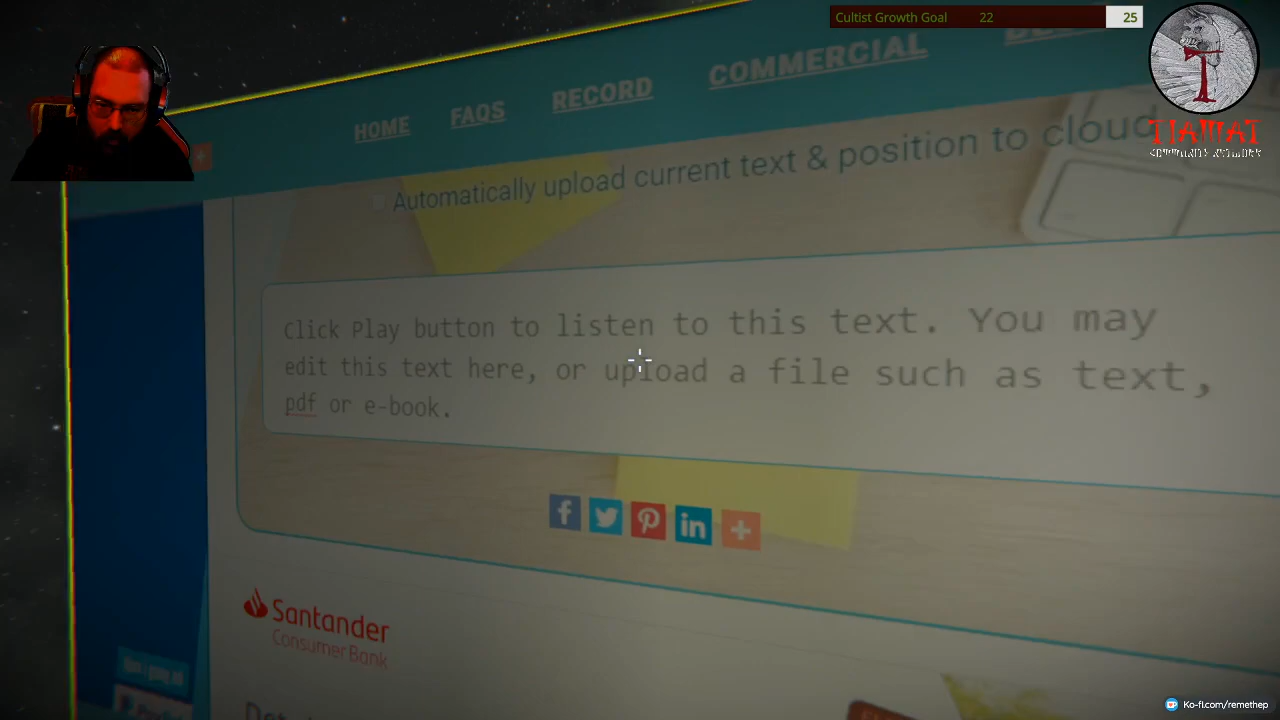 Cultist Growth Goal 22 25
HOME FAQS RECORD COMMERCIAL
TIAMAT
COMMUNITY NETWORK
Automatically upload current text & position to cloud
Click Play button to listen to this text. You may
edit this text here, or upload a file such as text,
pdf or e-book.
Santander
Consumer Bank
Ko-fi.com/remethep